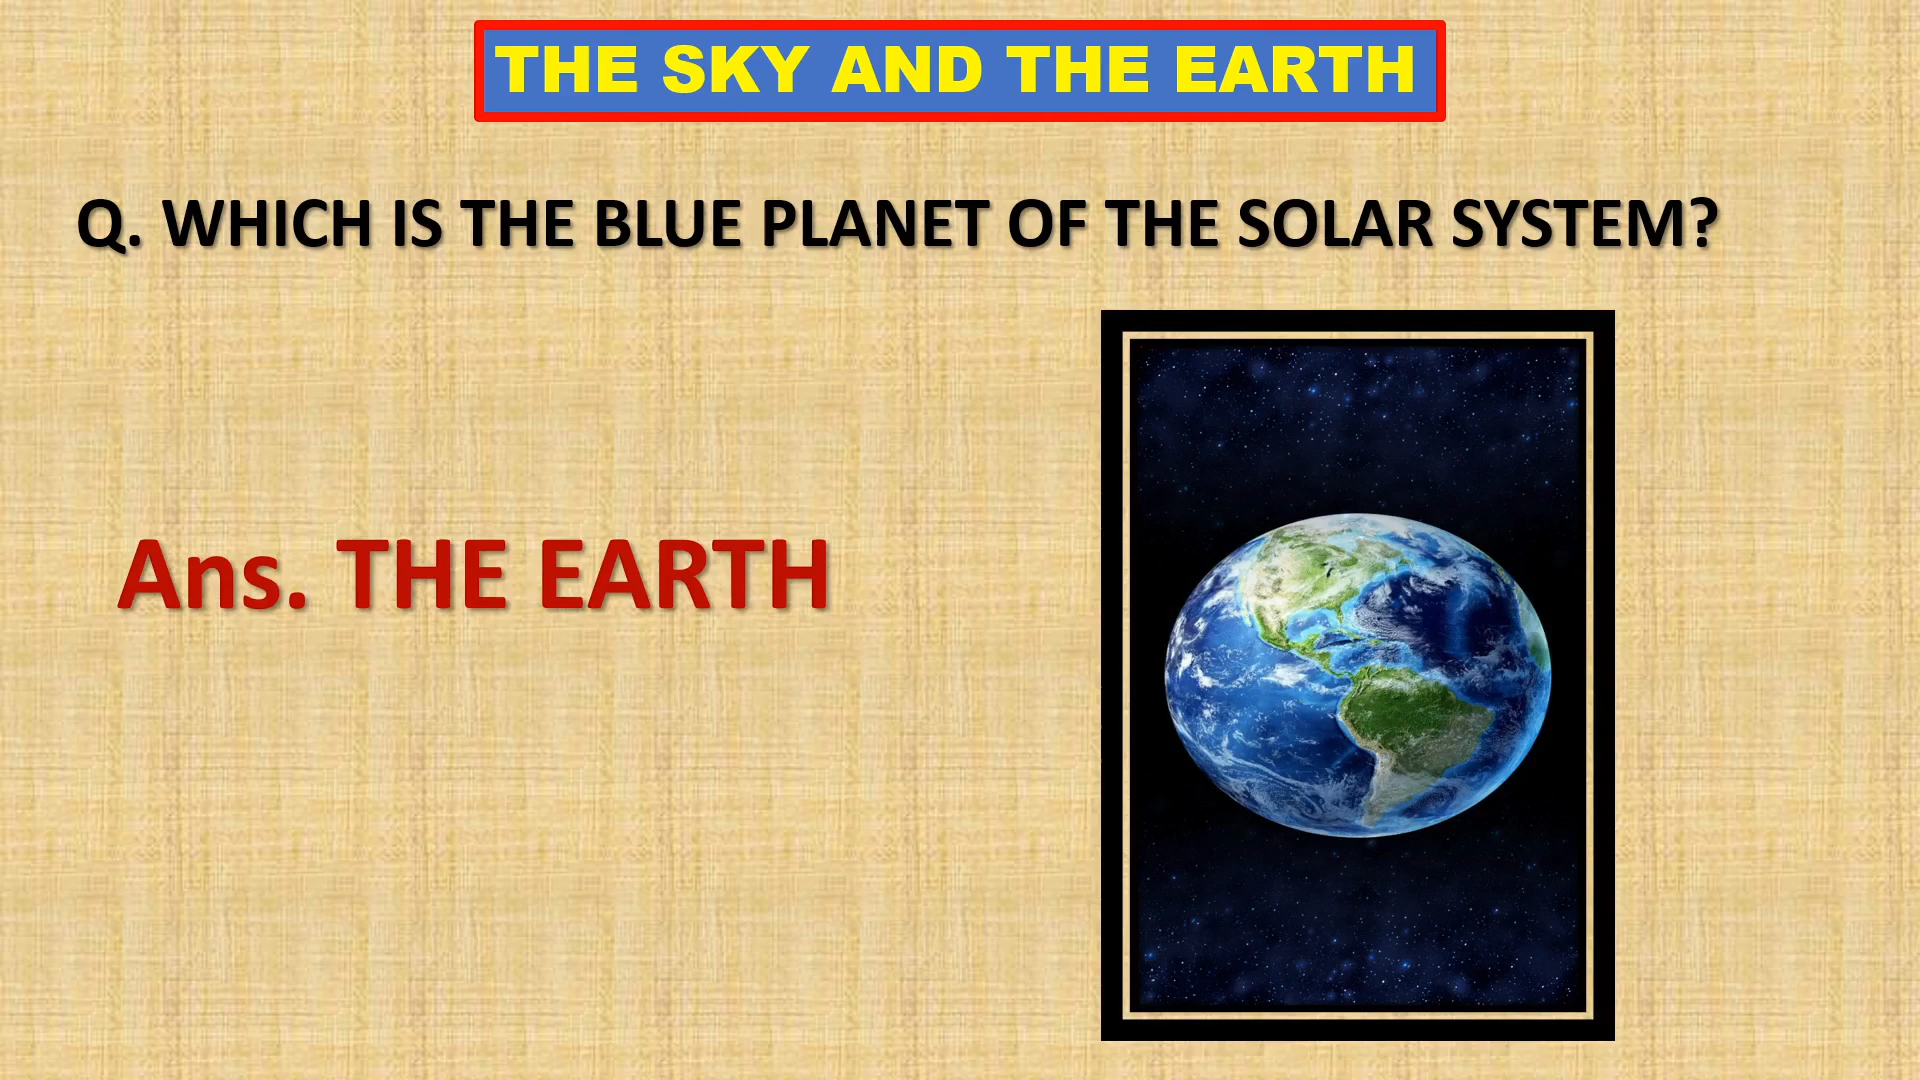 THE SKY AND THE EARTH
Q. WHICH IS THE BLUE PLANET OF THE SOLAR SYSTEM?
Ans. THE EARTH